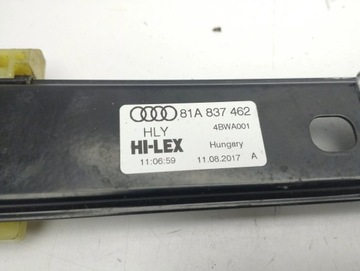 81A 837 462
HLY 4BWA001
HI-LEX Hungary
11:06:59 11.08.2017 A